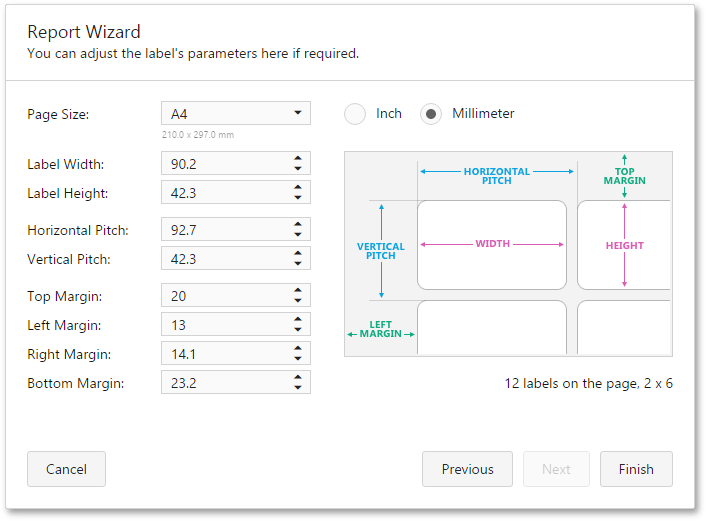 Report Wizard
You can adjust the label's parameters here if required.
Page Size: A4 Inch Millimeter
210.0 x 297.0 mm
Label Width: 90.2
Label Height: 42.3
Horizontal Pitch: 92.7
Vertical Pitch: 42.3
Top Margin: 20
Left Margin: 13
Right Margin: 14.1
Bottom Margin: 23.2
HORIZONTAL
PITCH
TOP
MARGIN
VERTICAL
PITCH
WIDTH
HEIGHT
LEFT
MARGIN
12 labels on the page, 2 x 6
Cancel Previous Next Finish